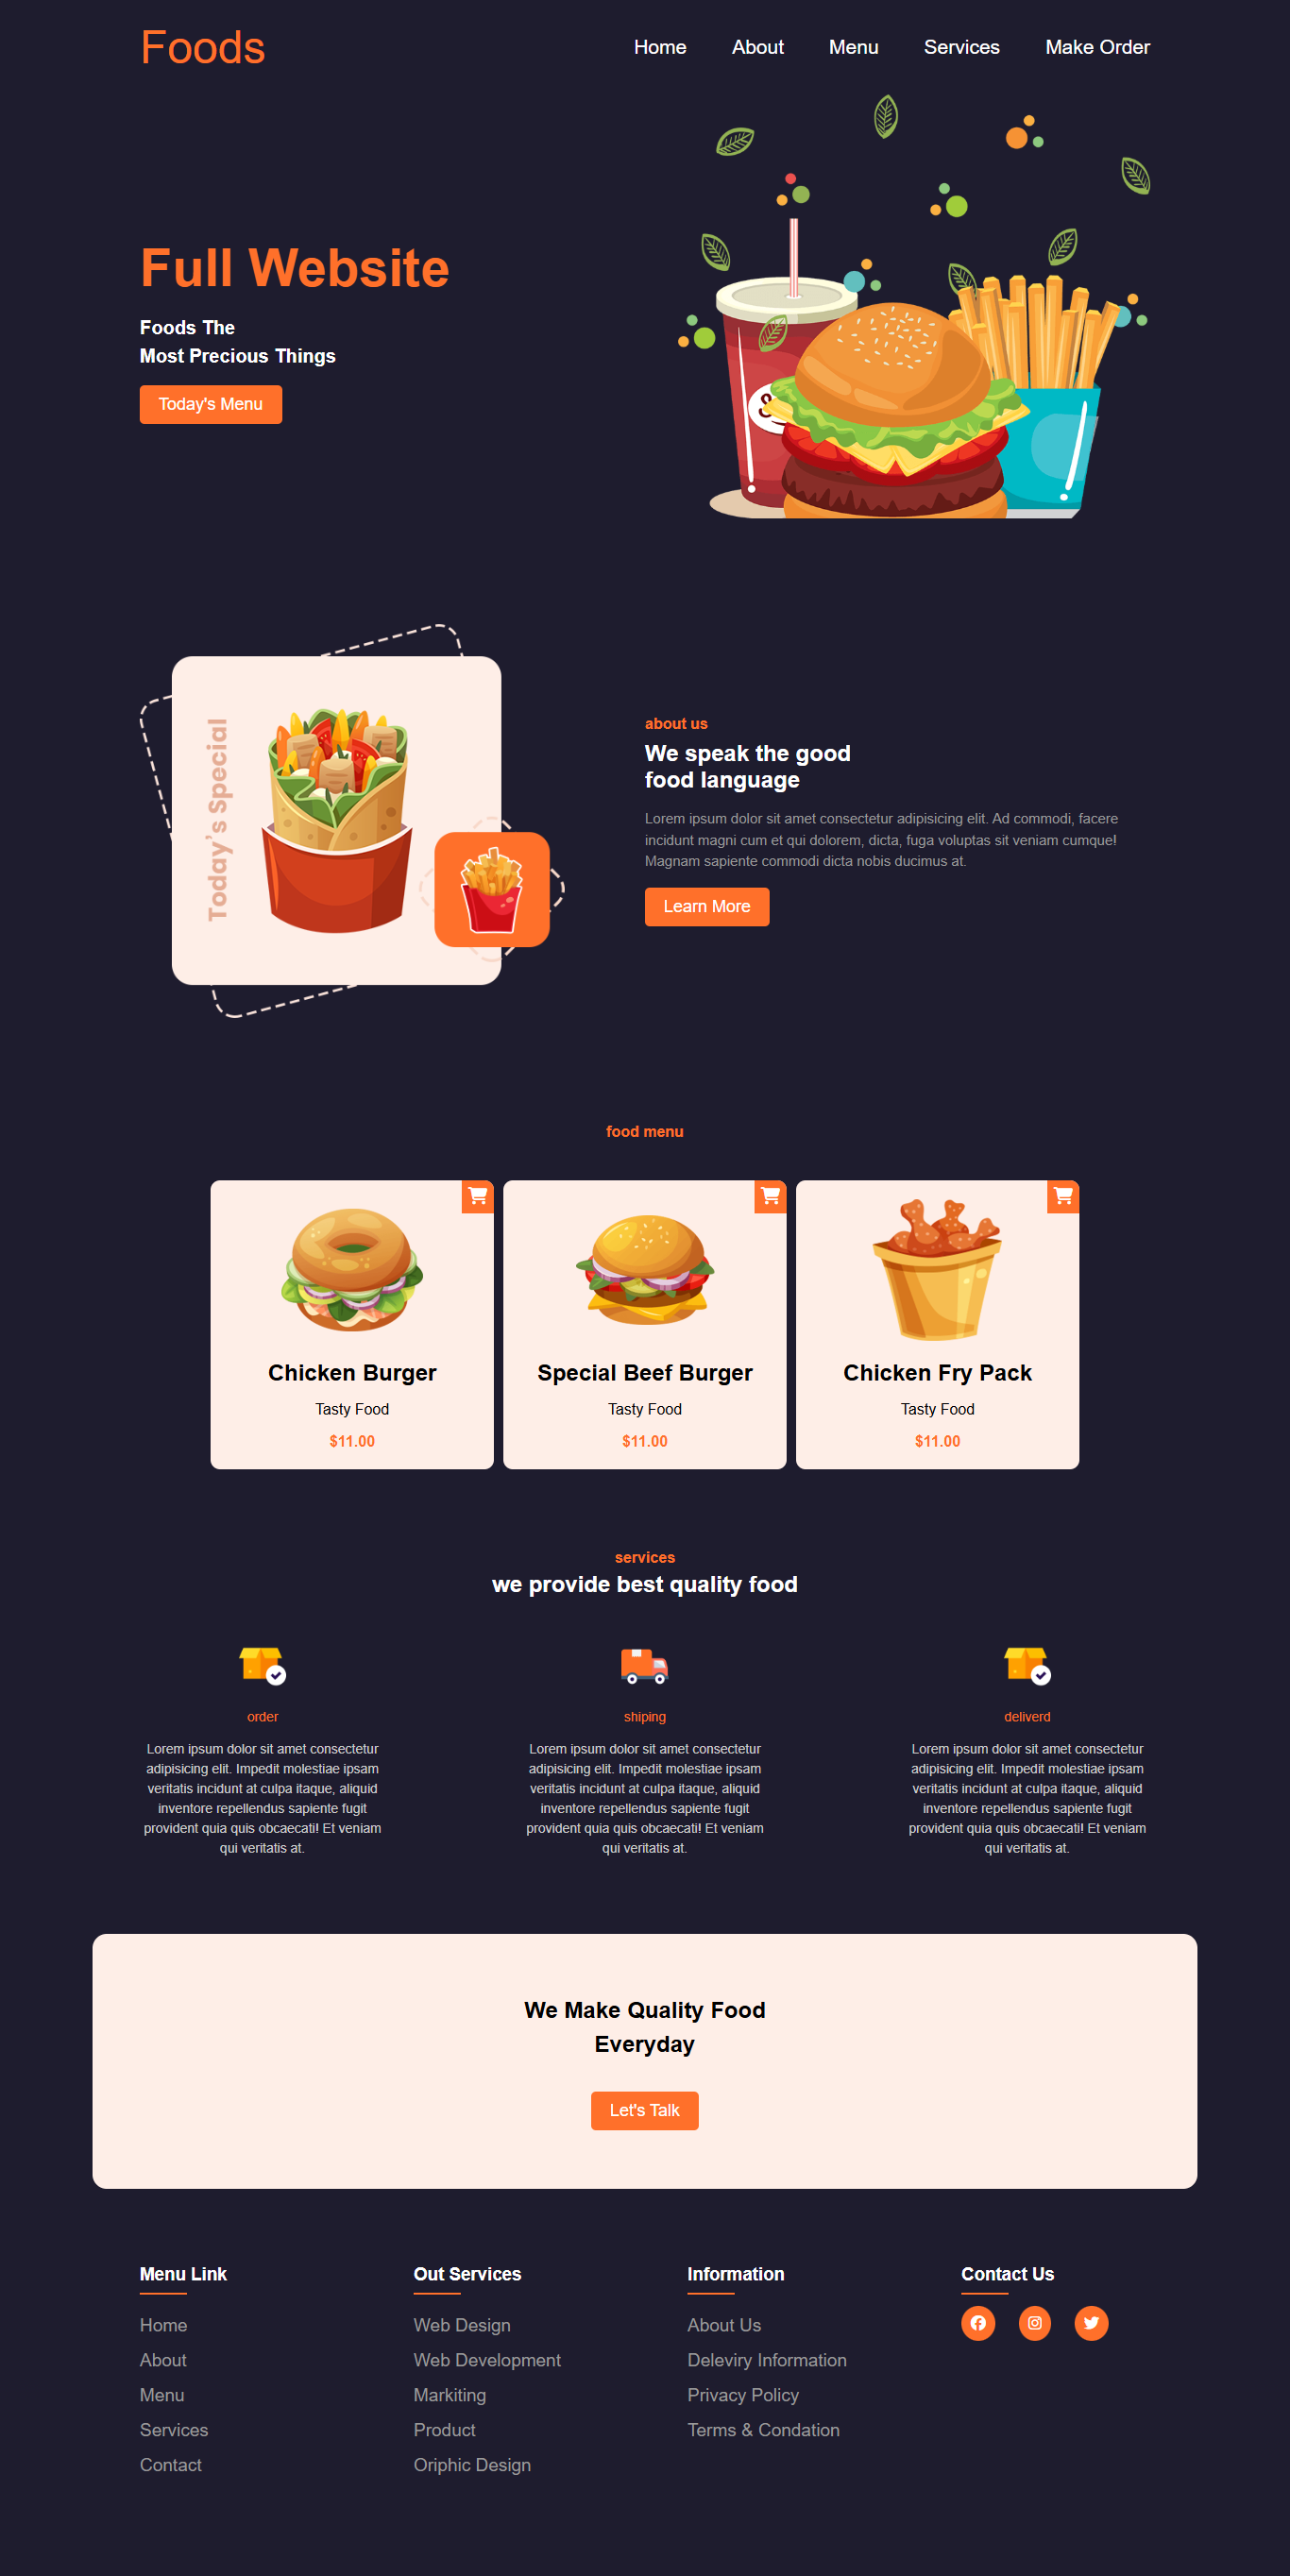 Foods
Home About Menu Services Make Order
Full Website
Foods The
Most Precious Things
Today's Menu
Today's Special
about us
We speak the good
food language
Lorem ipsum dolor sit amet consectetur adipisicing elit. Ad commodi, facere
incidunt magni cum et qui dolorem, dicta, fuga voluptas sit veniam cumque!
Magnam sapiente commodi dicta nobis ducimus at.
Learn More
food menu
Chicken Burger
Tasty Food
$11.00
Special Beef Burger
Tasty Food
$11.00
Chicken Fry Pack
Tasty Food
$11.00
services
we provide best quality food
order
Lorem ipsum dolor sit amet consectetur
adipisicing elit. Impedit molestiae ipsam
veritatis incidunt at culpa itaque, aliquid
inventore repellendus sapiente fugit
provident quia quis obcaecati! Et veniam
qui veritatis at.
shiping
Lorem ipsum dolor sit amet consectetur
adipisicing elit. Impedit molestiae ipsam
veritatis incidunt at culpa itaque, aliquid
inventore repellendus sapiente fugit
provident quia quis obcaecati! Et veniam
qui veritatis at.
deliverd
Lorem ipsum dolor sit amet consectetur
adipisicing elit. Impedit molestiae ipsam
veritatis incidunt at culpa itaque, aliquid
inventore repellendus sapiente fugit
provident quia quis obcaecati! Et veniam
qui veritatis at.
We Make Quality Food
Everyday
Let's Talk
Menu Link
Home
About
Menu
Services
Contact
Out Services
Web Design
Web Development
Markiting
Product
Oriphic Design
Information
About Us
Deleviry Information
Privacy Policy
Terms & Condation
Contact Us